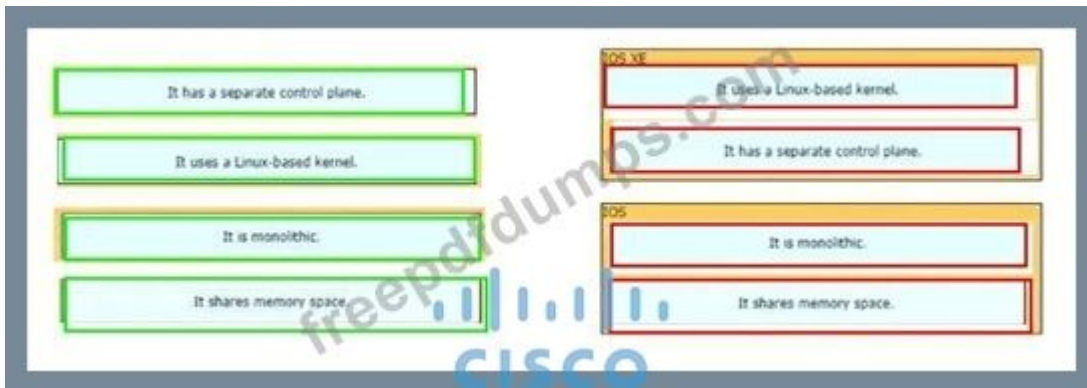 It has a separate control plane.
It uses a Linux-based kernel.
It is monolithic.
It shares memory space.
IOS XE
It uses a Linux-based kernel.
It has a separate control plane.
IOS
It is monolithic.
It shares memory space.
freepdfdumps.com
CISCO